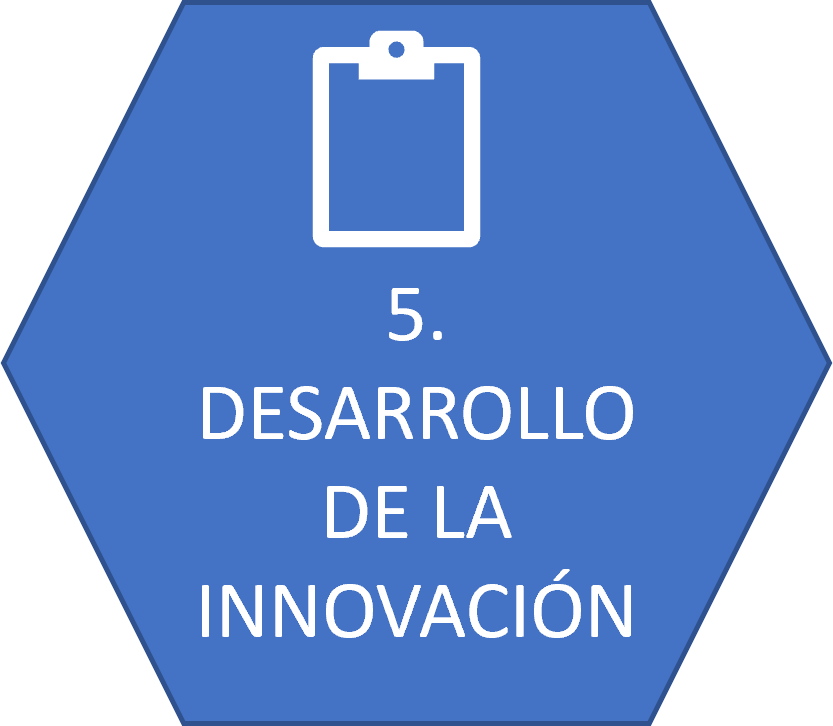 5.
DESARROLLO
DE LA
INNOVACIÓN